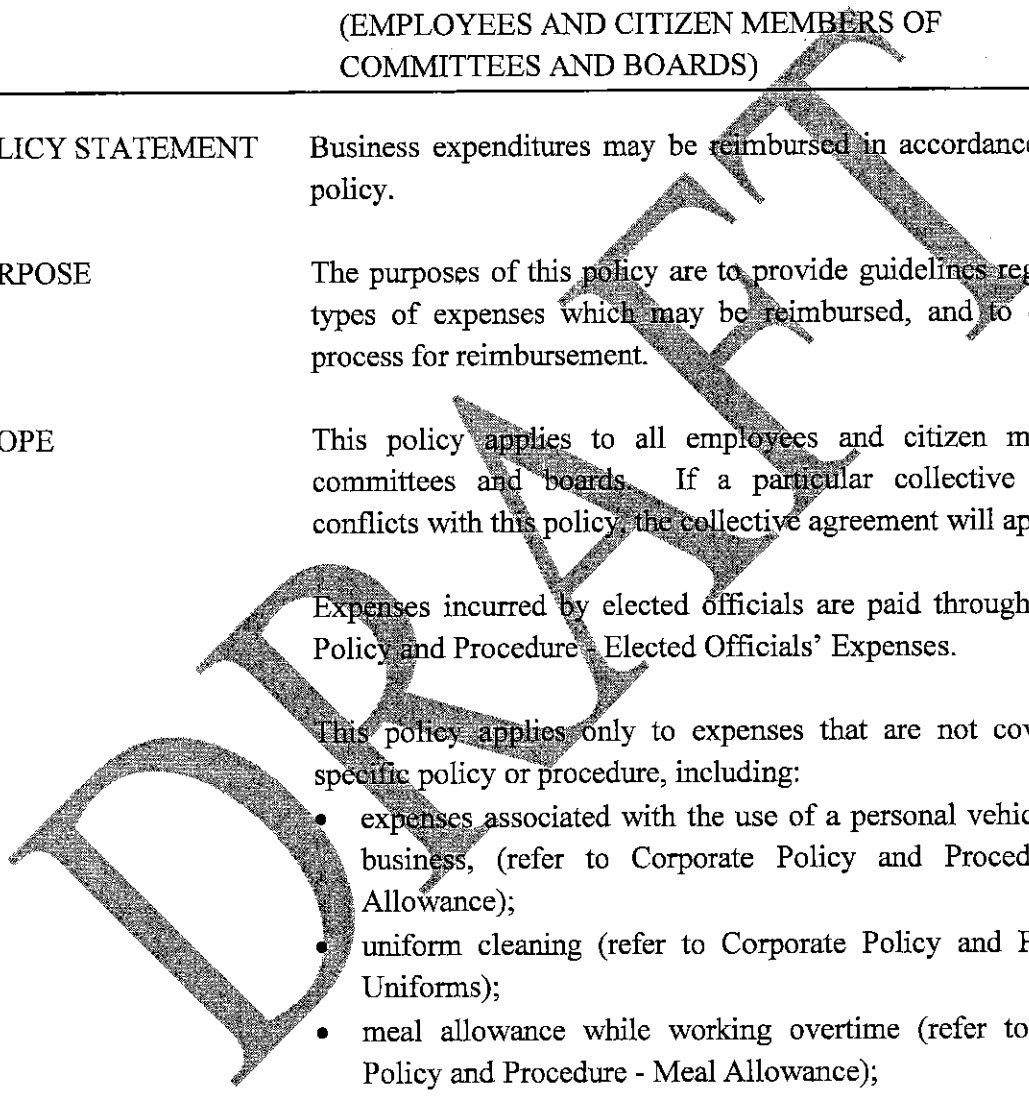 (EMPLOYEES AND CITIZEN MEMBERS OF
COMMITTEES AND BOARDS)
LICY STATEMENT Business expenditures may be reimbursed in accordance
policy.
RPOSE The purposes of this policy are to provide guidelines reg
types of expenses which may be reimbursed, and to
process for reimbursement.
OPE This policy applies to all employees and citizen m
committees and boards. If a particular collective
conflicts with this policy, the collective agreement will ap
Expenses incurred by elected officials are paid through
Policy and Procedure - Elected Officials' Expenses.
This policy applies only to expenses that are not cov
specific policy or procedure, including:
• expenses associated with the use of a personal vehic
business, (refer to Corporate Policy and Proced
Allowance);
• uniform cleaning (refer to Corporate Policy and P
Uniforms);
• meal allowance while working overtime (refer to
Policy and Procedure - Meal Allowance);
DRAFT